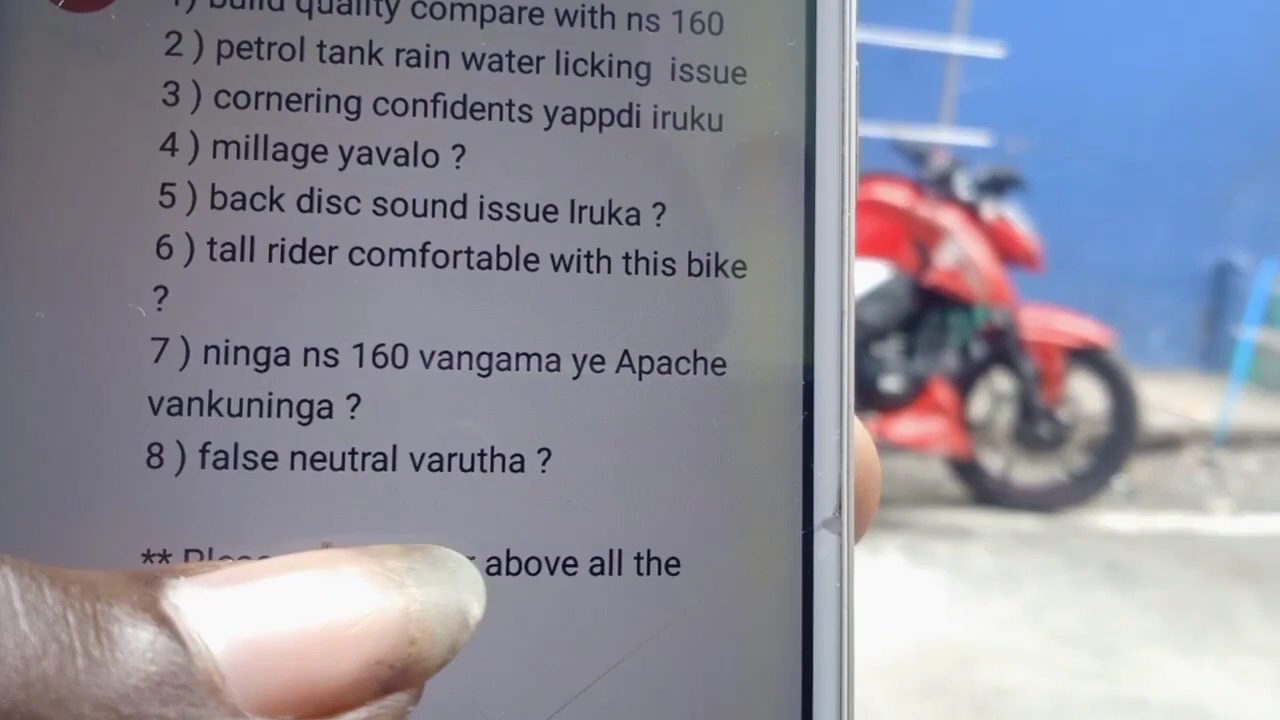 1) build quality compare with ns 160
2 ) petrol tank rain water licking issue
3 ) cornering confidents yappdi iruku
4 ) millage yavalo ?
5 ) back disc sound issue Iruka ?
6 ) tall rider comfortable with this bike
?
7 ) ninga ns 160 vangama ye Apache
vankuninga ?
8 ) false neutral varutha ?
** above all the